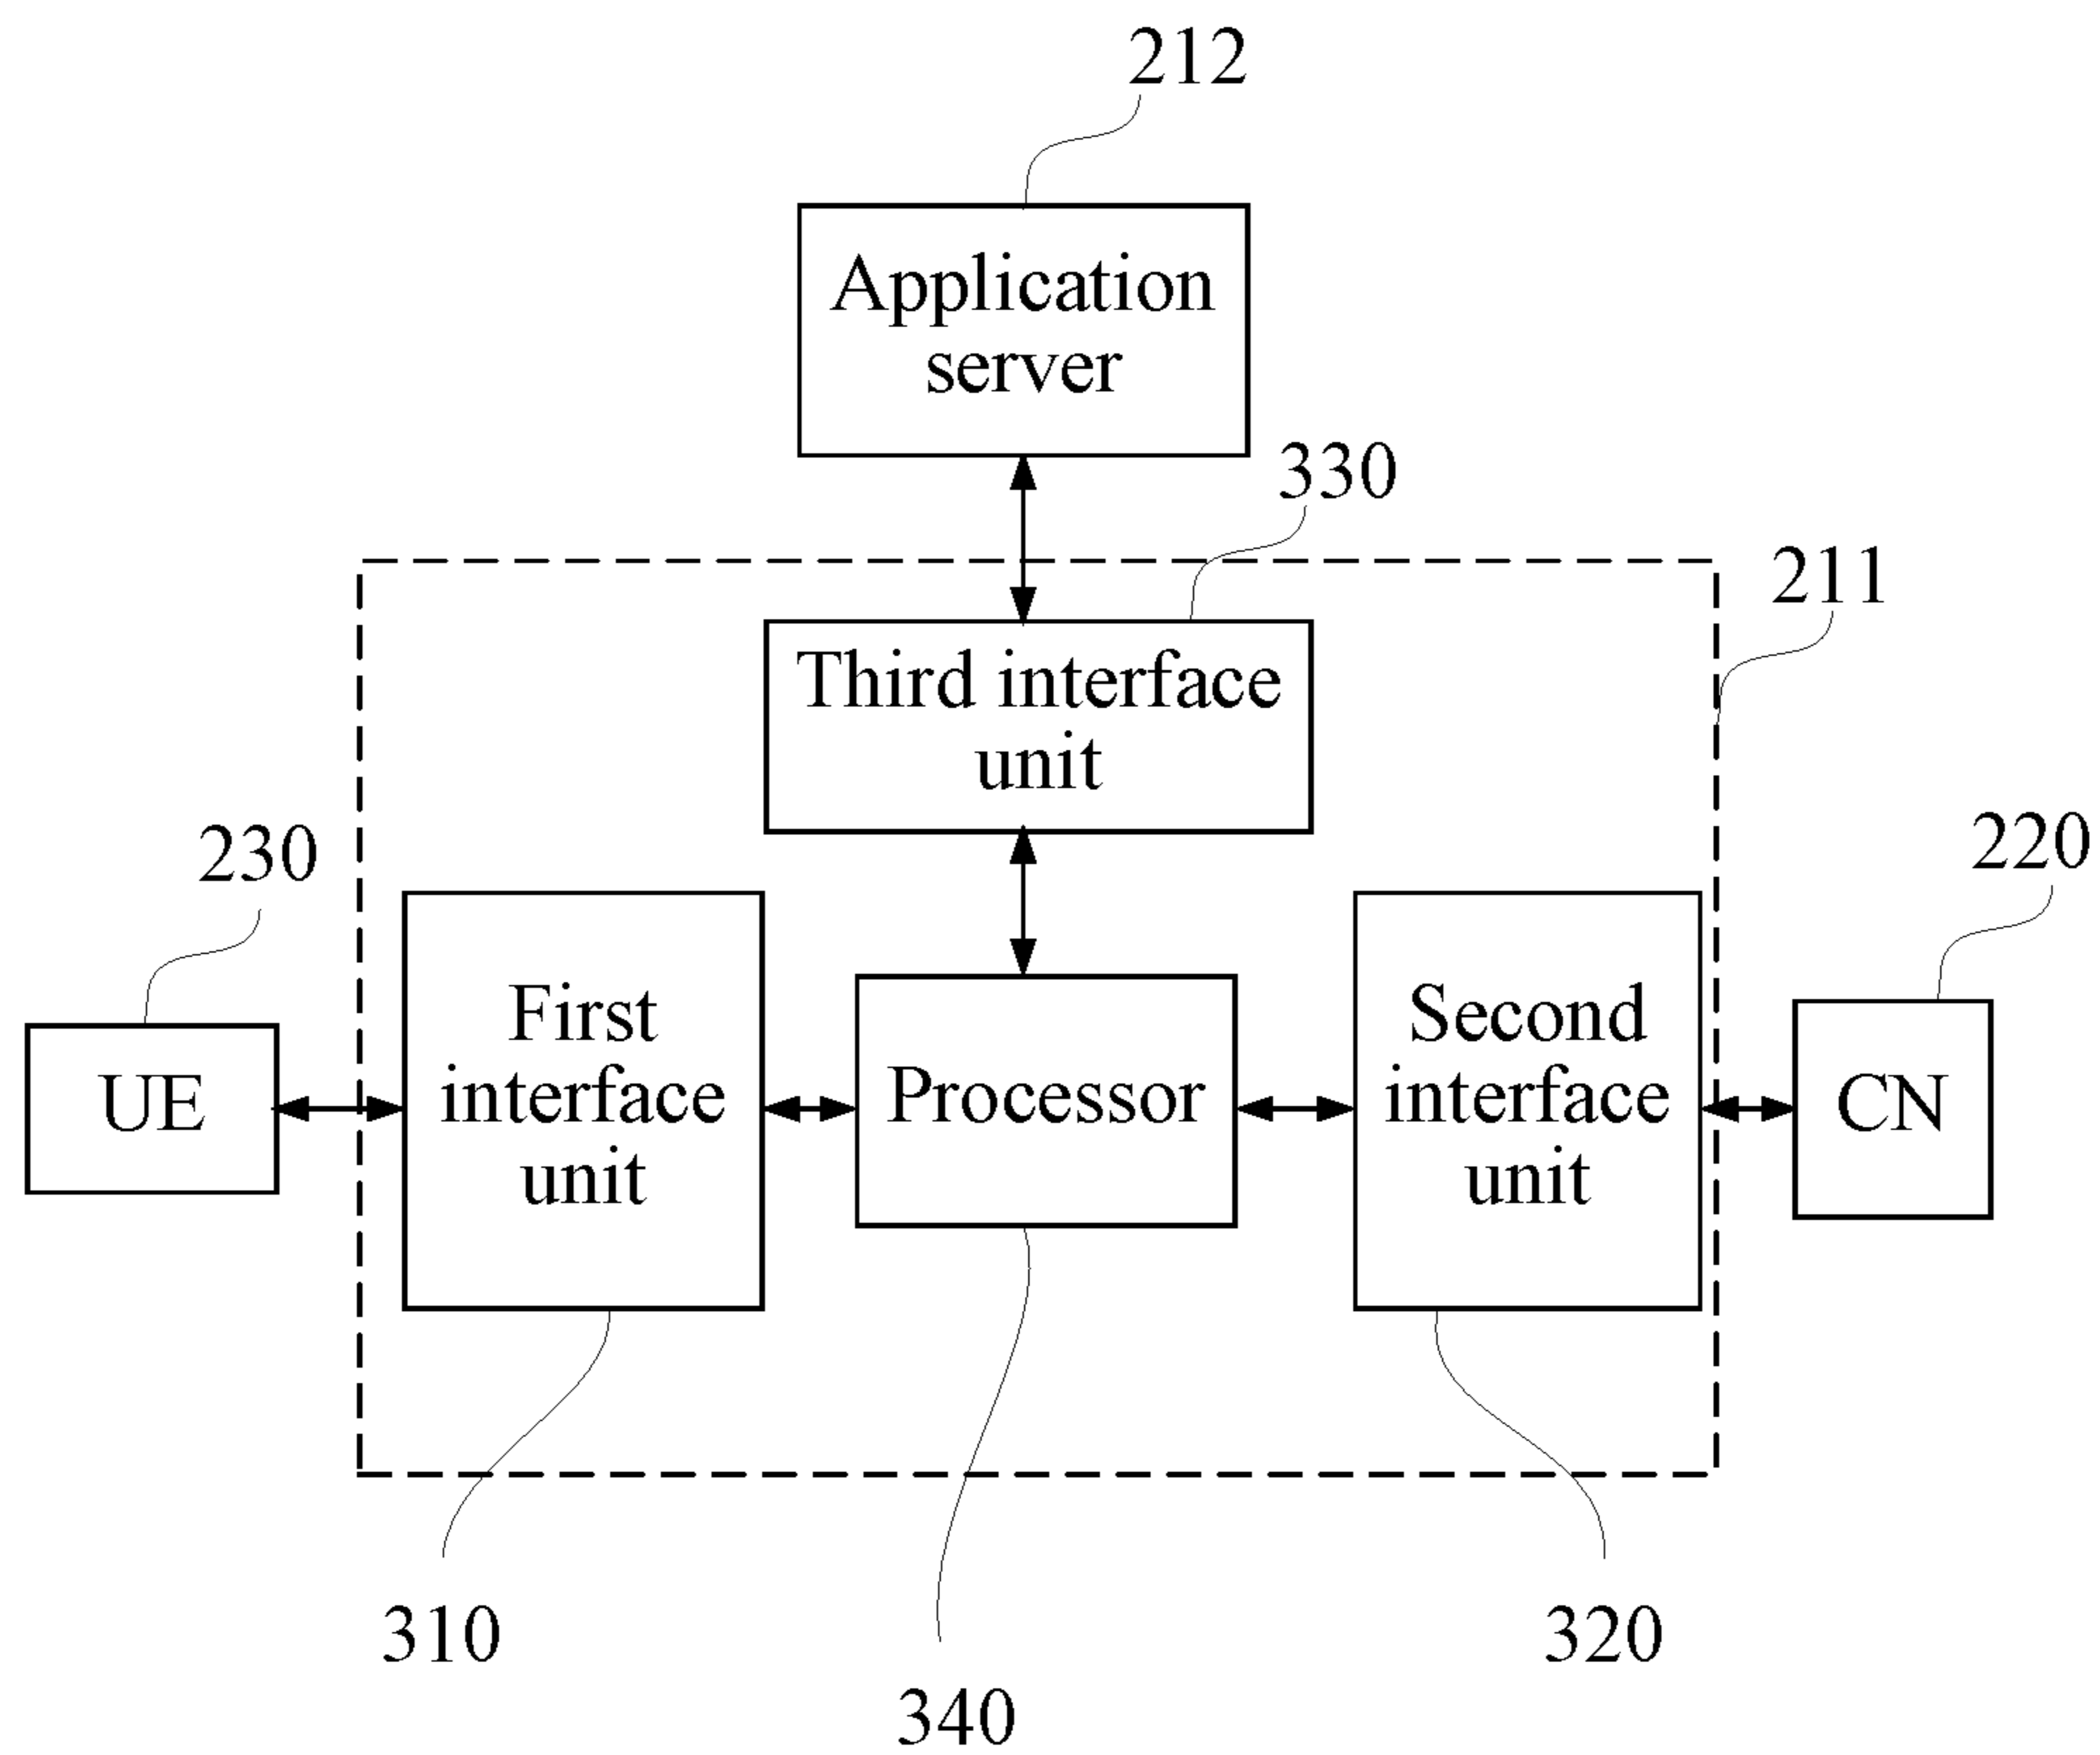 212
Application
server
330
211
Third interface
unit
230
220
First
interface
unit
Second
interface
unit
UE
Processor
CN
310
320
340